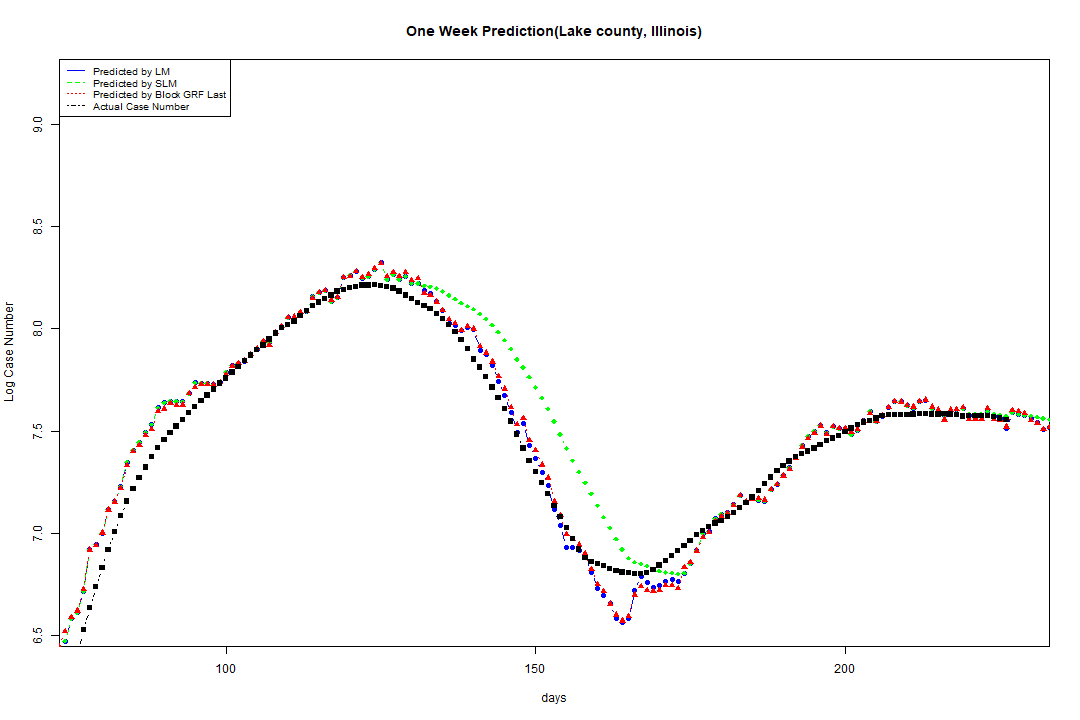 One Week Prediction(Lake county, Illinois)
Predicted by LM
Predicted by SLM
Predicted by Block GRF Last
Actual Case Number
9.0
8.5
8.0
7.5
7.0
6.5
Log Case Number
100 150 200
days